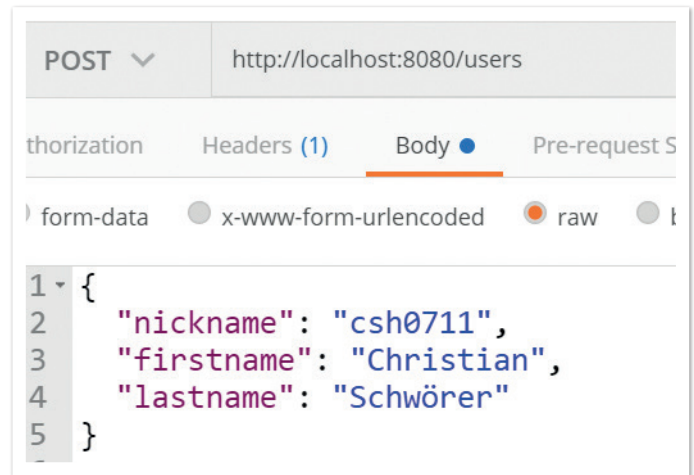 POST http://localhost:8080/users
thorization Headers (1) Body Pre-request S
form-data x-www-form-urlencoded raw
1 {
2 "nickname": "csh0711",
3 "firstname": "Christian",
4 "lastname": "Schwörer"
5 }